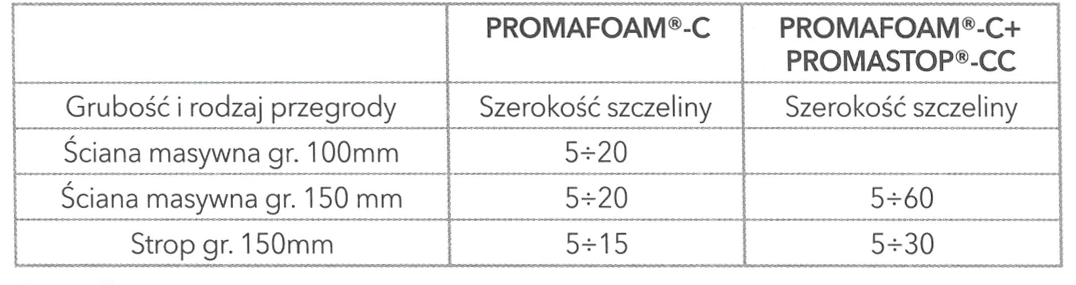 PROMAFOAM®-C
PROMAFOAM®-C+
PROMASTOP®-CC
Grubość i rodzaj przegrody
Szerokość szczeliny
Szerokość szczeliny
Ściana masywna gr. 100mm
5÷20
Ściana masywna gr. 150 mm
5÷20
5÷60
Strop gr. 150mm
5÷15
5÷30